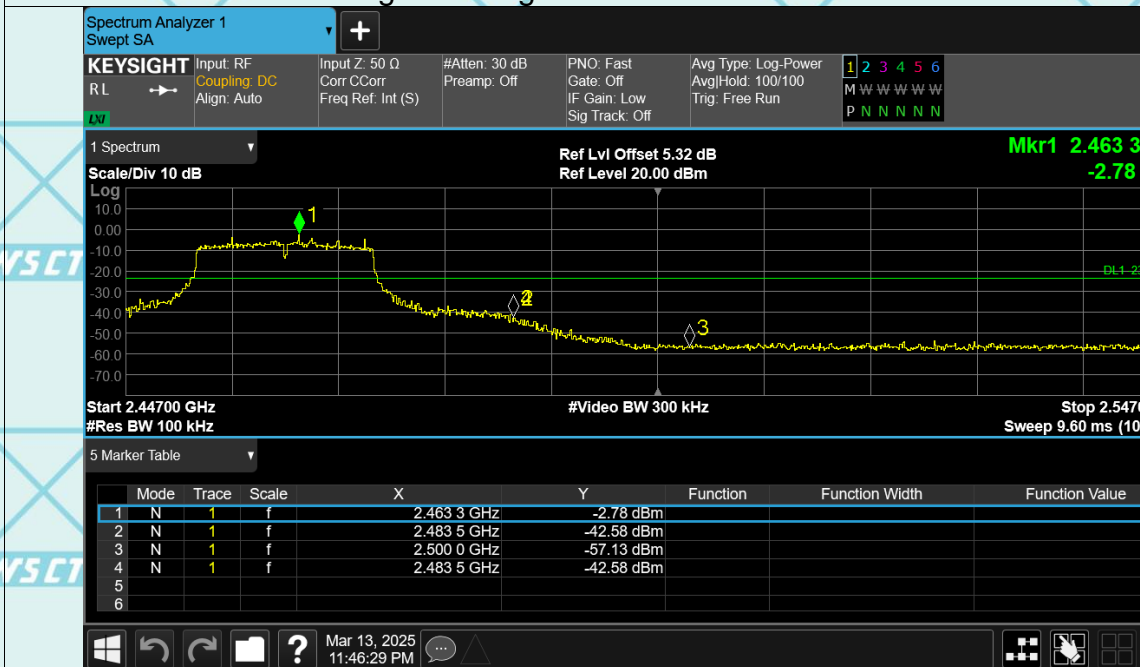 Spectrum Analyzer 1
Swept SA
KEYSIGHT
R L
LXI
Input: RF
Coupling: DC
Align: Auto
Input Z: 50 Ω
Corr CCorr
Freq Ref: Int (S)
#Atten: 30 dB
Preamp: Off
PNO: Fast
Gate: Off
IF Gain: Low
Sig Track: Off
Avg Type: Log-Power
Avg|Hold: 100/100
Trig: Free Run
1 2 3 4 5 6
M W W W W W
P N N N N N
1 Spectrum
Scale/Div 10 dB
Ref Lvl Offset 5.32 dB
Ref Level 20.00 dBm
Mkr1 2.463 3
-2.78
Log
10.0
0.00
-10.0
-20.0
-30.0
-40.0
-50.0
-60.0
-70.0
1
2
3
DL1
Start 2.44700 GHz
#Video BW 300 kHz
Stop 2.5470
#Res BW 100 kHz
Sweep 9.60 ms (10
5 Marker Table
Mode Trace Scale X Y Function Function Width Function Value
1 N 1 f 2.463 3 GHz -2.78 dBm
2 N 1 f 2.483 5 GHz -42.58 dBm
3 N 1 f 2.500 0 GHz -57.13 dBm
4 N 1 f 2.483 5 GHz -42.58 dBm
5
6
Mar 13, 2025
11:46:29 PM